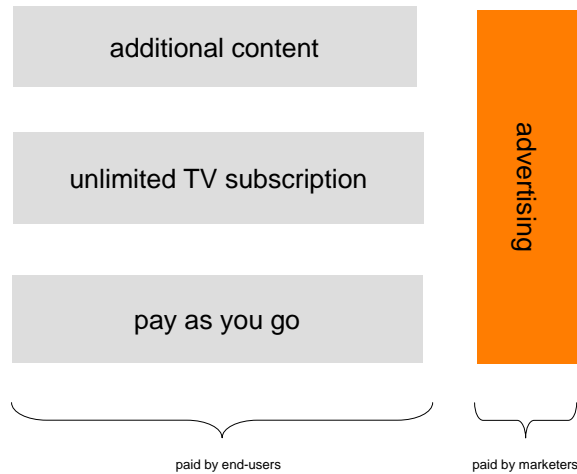 additional content
unlimited TV subscription
pay as you go
advertising
paid by end-users
paid by marketers